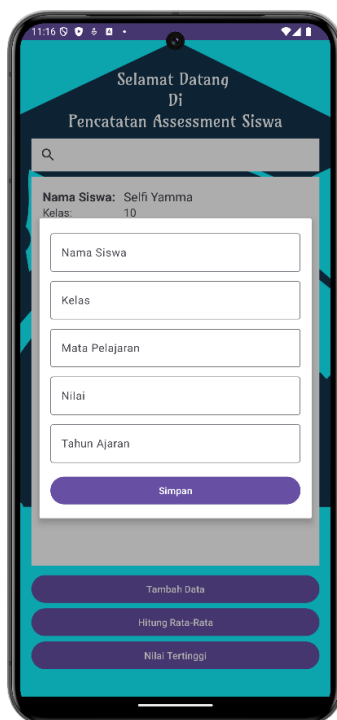 11:16
Selamat Datang
Di
Pencatatan Assessment Siswa
Nama Siswa: Selfi Yamma
Kelas: 10
Nama Siswa
Kelas
Mata Pelajaran
Nilai
Tahun Ajaran
Simpan
Tambah Data
Hitung Rata-Rata
Nilai Tertinggi